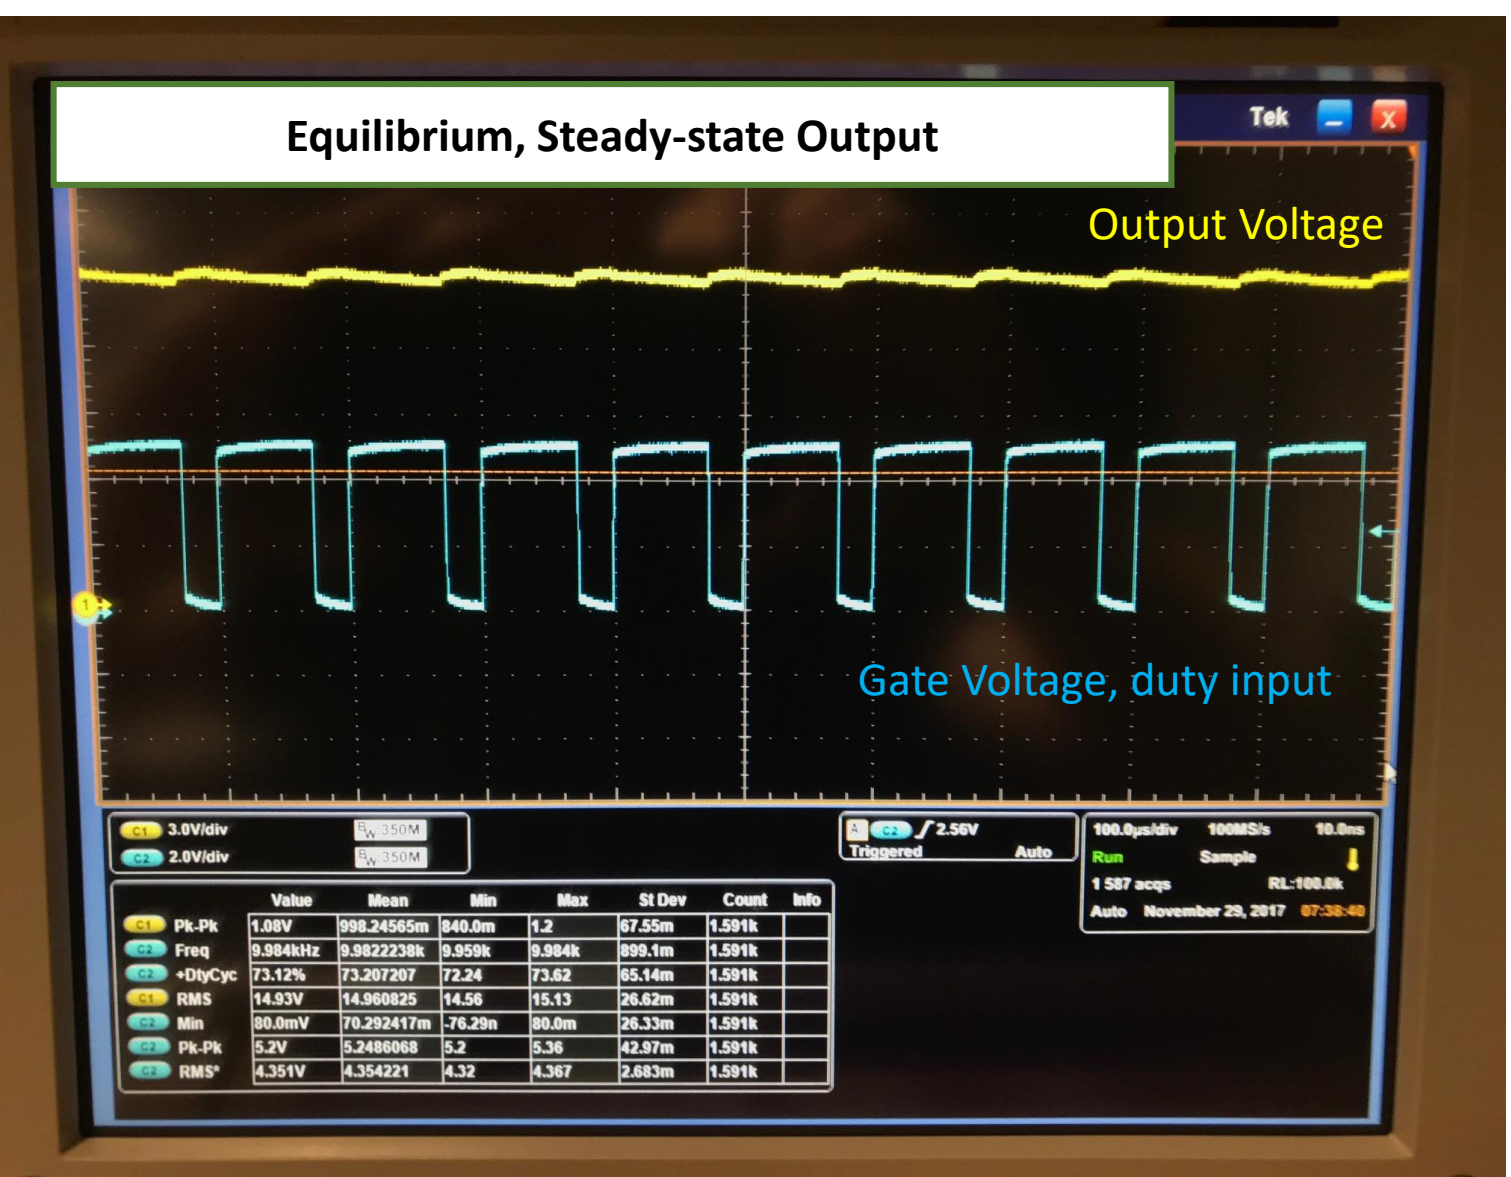 Equilibrium, Steady-state Output
Tek
X
Output Voltage
1
Gate Voltage, duty input
C1 3.0V/div BW:350M
C2 2.0V/div BW:350M
A C2 2.56V
Triggered Auto
100.0µs/div 100MS/s 10.0ns
Run Sample
1 587 acqs RL:100.0k
Auto November 29, 2017 07:38:40
Value Mean Min Max St Dev Count Info
C1 Pk-Pk 1.08V 998.24565m 840.0m 1.2 67.55m 1.591k
C2 Freq 9.984kHz 9.9822238k 9.959k 9.984k 899.1m 1.591k
C2 +DtyCyc 73.12% 73.207207 72.24 73.62 65.14m 1.591k
C1 RMS 14.93V 14.960825 14.56 15.13 26.62m 1.591k
C2 Min 80.0mV 70.292417m -76.29n 80.0m 26.33m 1.591k
C2 Pk-Pk 5.2V 5.2486068 5.2 5.36 42.97m 1.591k
C2 RMS* 4.351V 4.354221 4.32 4.367 2.683m 1.591k